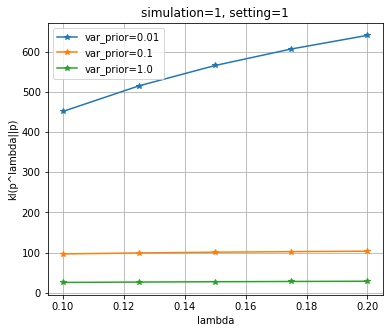 simulation=1, setting=1
var_prior=0.01
var_prior=0.1
var_prior=1.0
kl(p^lambda||p)
600
500
400
300
200
100
0
0.10 0.12 0.14 0.16 0.18 0.20
lambda